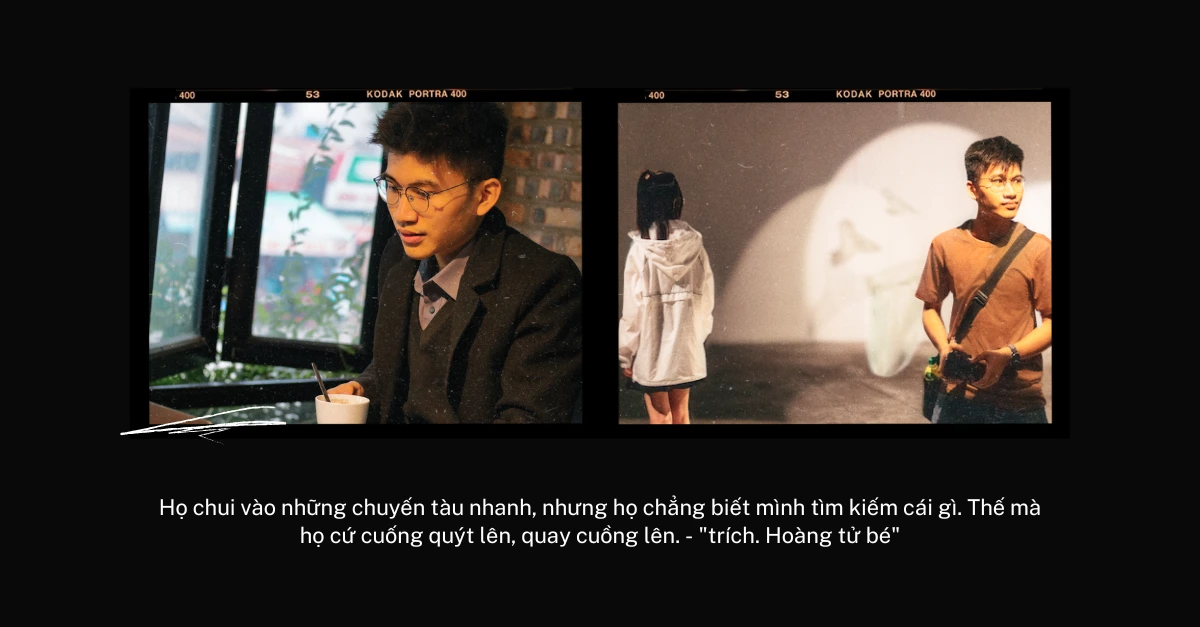 400 53 KODAK PORTRA 400
400 53 KODAK PORTRA 400
Họ chui vào những chuyến tàu nhanh, nhưng họ chẳng biết mình tìm kiếm cái gì. Thế mà
họ cứ cuống quýt lên, quay cuồng lên. - "trích. Hoàng tử bé"